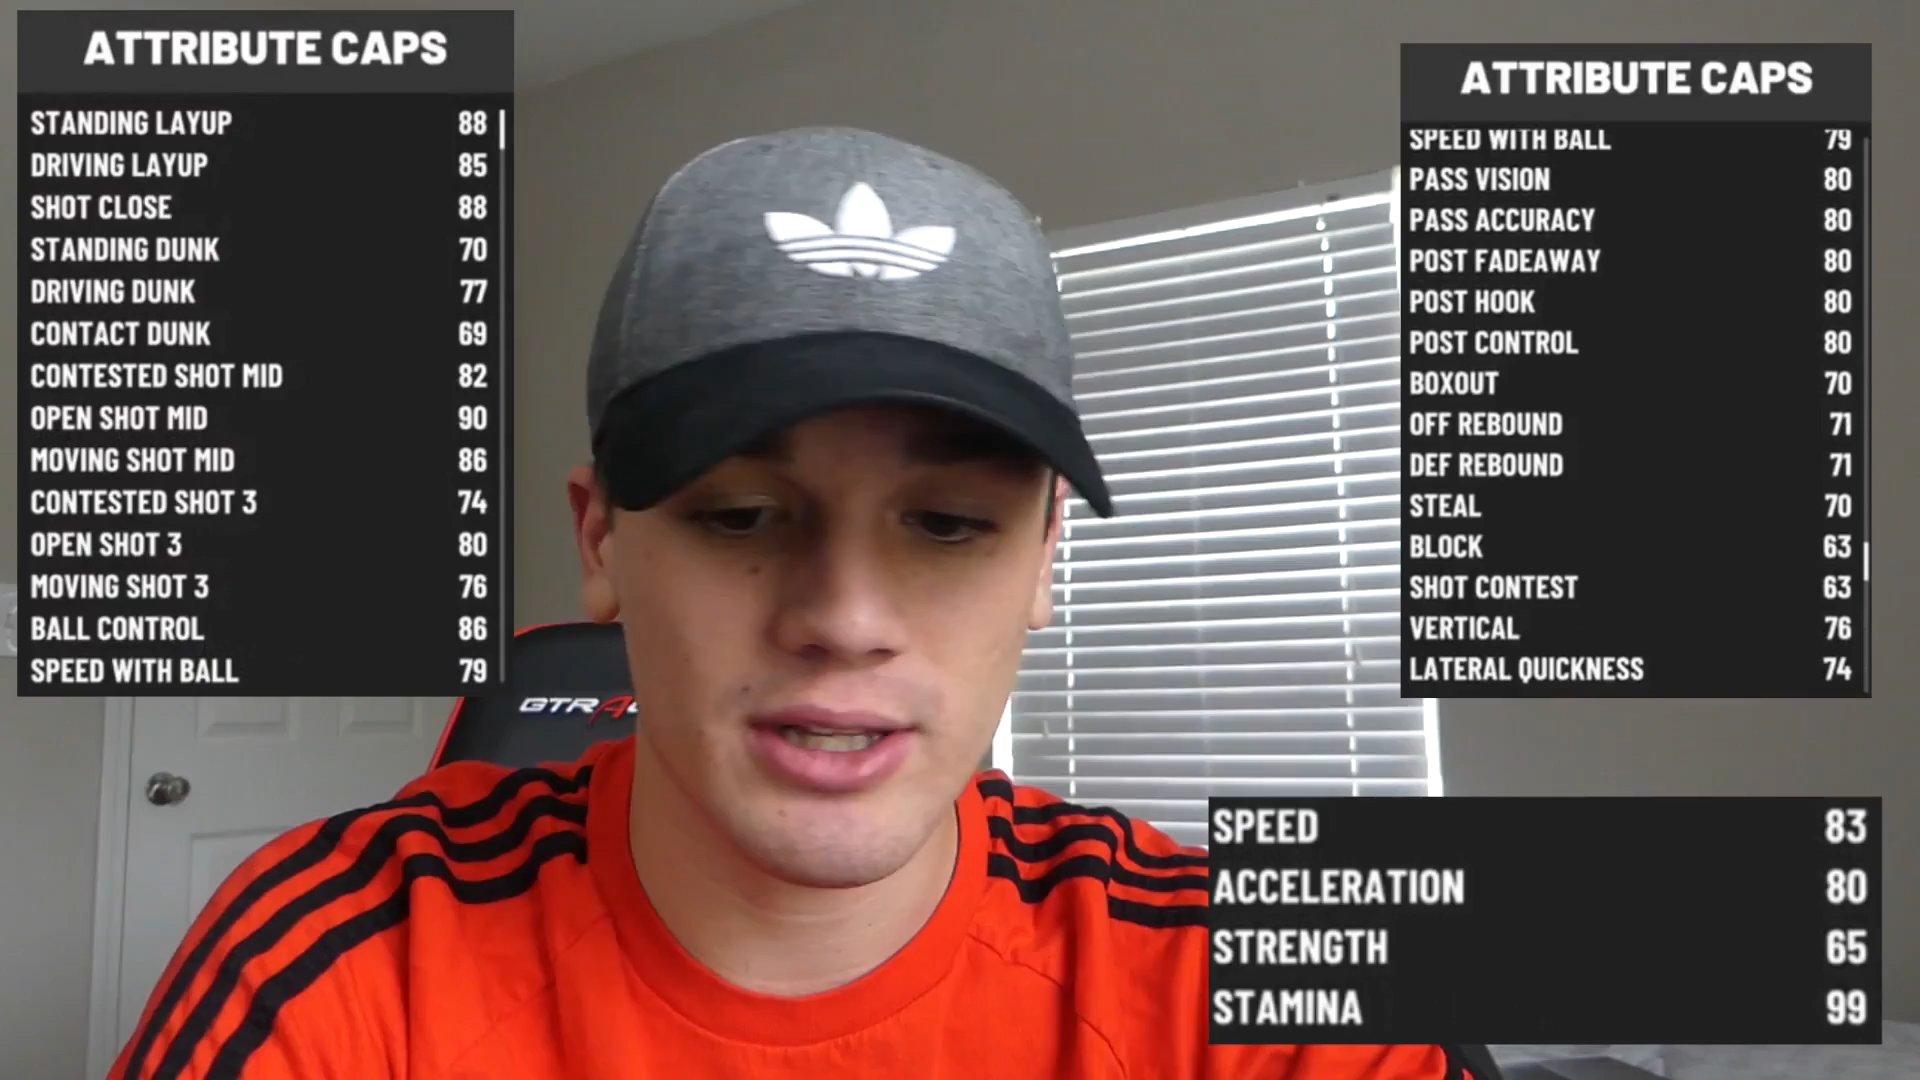 ATTRIBUTE CAPS
STANDING LAYUP 88
DRIVING LAYUP 85
SHOT CLOSE 88
STANDING DUNK 70
DRIVING DUNK 77
CONTACT DUNK 69
CONTESTED SHOT MID 82
OPEN SHOT MID 90
MOVING SHOT MID 86
CONTESTED SHOT 3 74
OPEN SHOT 3 80
MOVING SHOT 3 76
BALL CONTROL 86
SPEED WITH BALL 79
ATTRIBUTE CAPS
SPEED WITH BALL 79
PASS VISION 80
PASS ACCURACY 80
POST FADEAWAY 80
POST HOOK 80
POST CONTROL 80
BOXOUT 70
OFF REBOUND 71
DEF REBOUND 71
STEAL 70
BLOCK 63
SHOT CONTEST 63
VERTICAL 76
LATERAL QUICKNESS 74
SPEED 83
ACCELERATION 80
STRENGTH 65
STAMINA 99